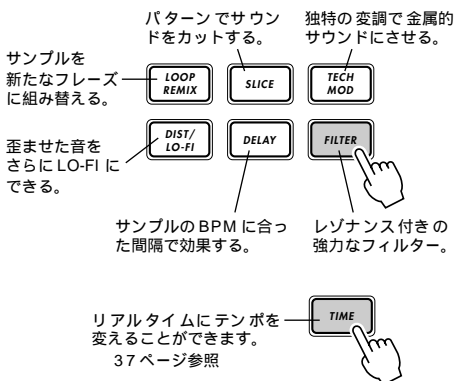 パターンでサウン
ドをカットする。
独特の変調で金属的
サウンドにさせる。
サンプルを
新たなフレーズ
に組み替える。
LOOP
REMIX
SLICE
TECH
MOD
DIST/
LO-FI
DELAY
FILTER
歪ませた音を
さらにLO-FIに
できる。
サンプルのBPMに合っ
た間隔で効果する。
レゾナンス付きの
強力なフィルター。
リアルタイムにテンポを
変えることができます。
37ページ参照
TIME